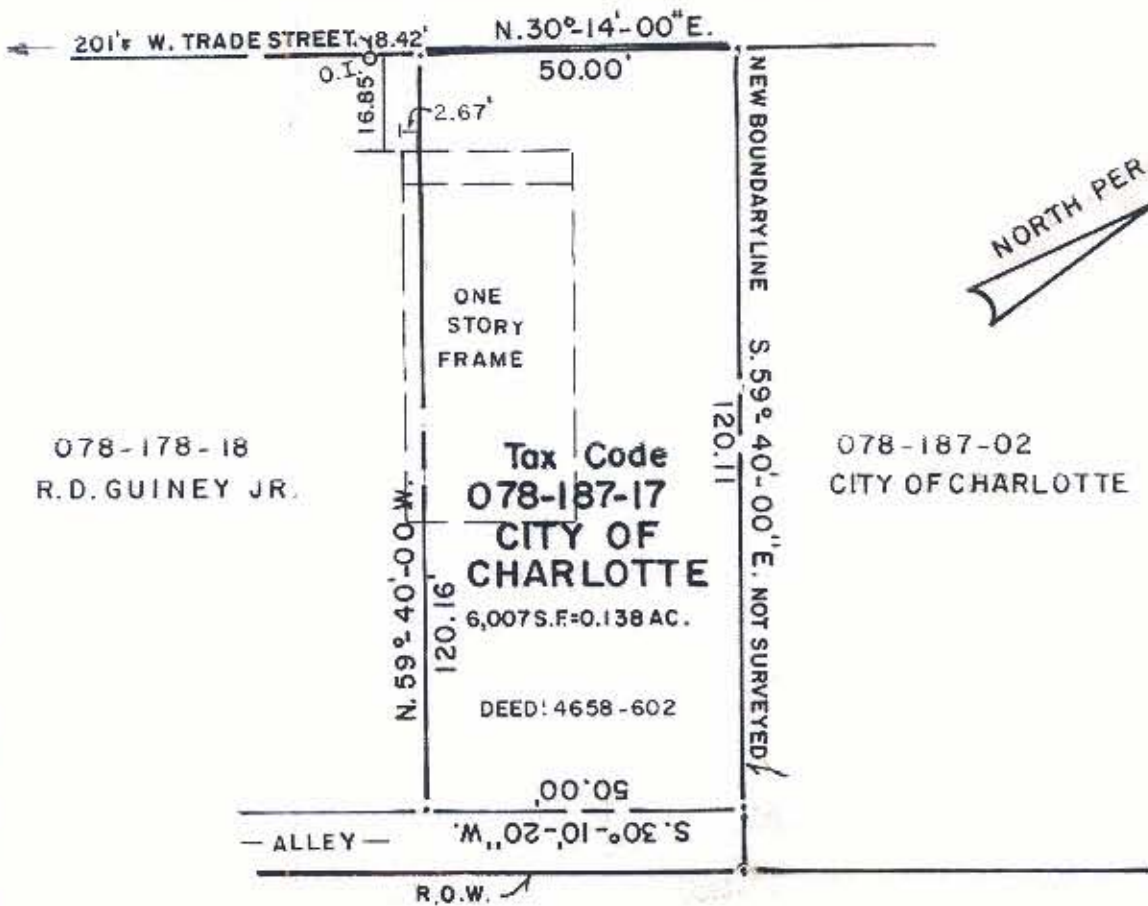 201'± W. TRADE STREET.
8.42'
N. 30°-14'-00" E.
50.00'
O.I.
16.85'
2.67'
NEW BOUNDARY LINE S. 59°-40'-00" E. NOT SURVEYED
120.11
NORTH PER
ONE
STORY
FRAME
078-178-18
R.D. GUINEY JR.
N. 59°-40'-00 W.
120.16'
Tax Code
078-187-17
CITY OF
CHARLOTTE
6,007 S.F.=0.138 AC.
DEED: 4658-602
078-187-02
CITY OF CHARLOTTE
50.00'
S. 30°-10'-20" W.
— ALLEY —
R.O.W.